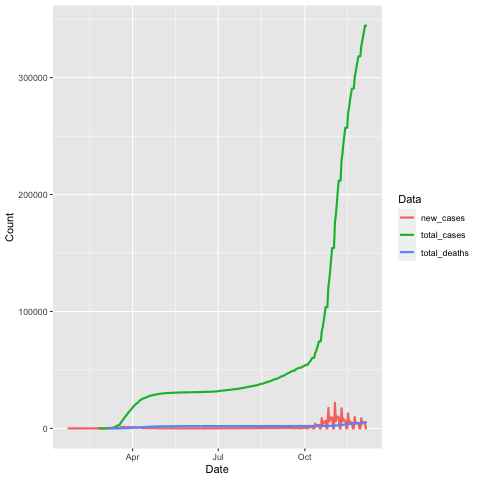 300000
200000
100000
0
Count
Apr
Jul
Oct
Date
Data
new_cases
total_cases
total_deaths